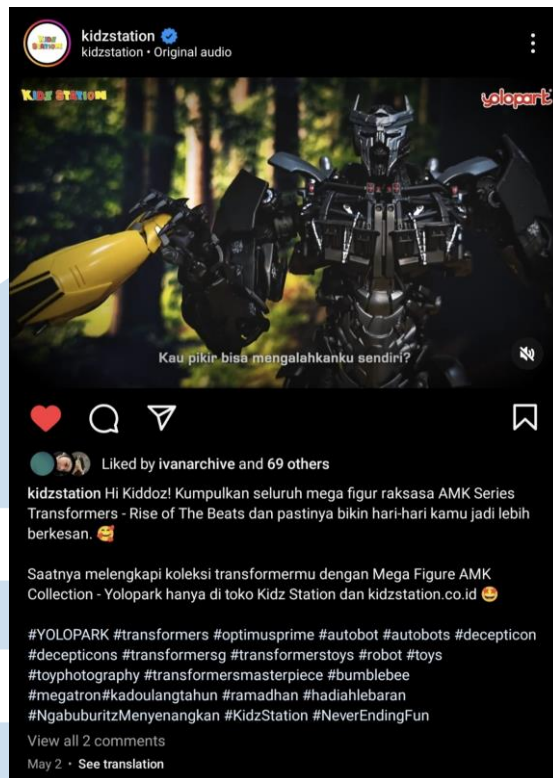 kidzstation
kidzstation • Original audio
KIDZ STATION
yolopark
Kau pikir bisa mengalahkanku sendiri?
Liked by ivanarchive and 69 others
kidzstation Hi Kiddoz! Kumpulkan seluruh mega figur raksasa AMK Series
Transformers - Rise of The Beats dan pastinya bikin hari-hari kamu jadi lebih
berkesan. 🥰
Saatnya melengkapi koleksi transformermu dengan Mega Figure AMK
Collection - Yolopark hanya di toko Kidz Station dan kidzstation.co.id 🤩
#YOLOPARK #transformers #optimusprime #autobot #autobots #decepticon
#decepticons #transformersg #transformerstoys #robot #toys
#toyphotography #transformersmasterpiece #bumblebee
#megatron#kadoulangtahun #ramadhan #hadiahlebaran
#NgabuburitzMenyenangkan #KidzStation #NeverEndingFun
View all 2 comments
May 2 • See translation